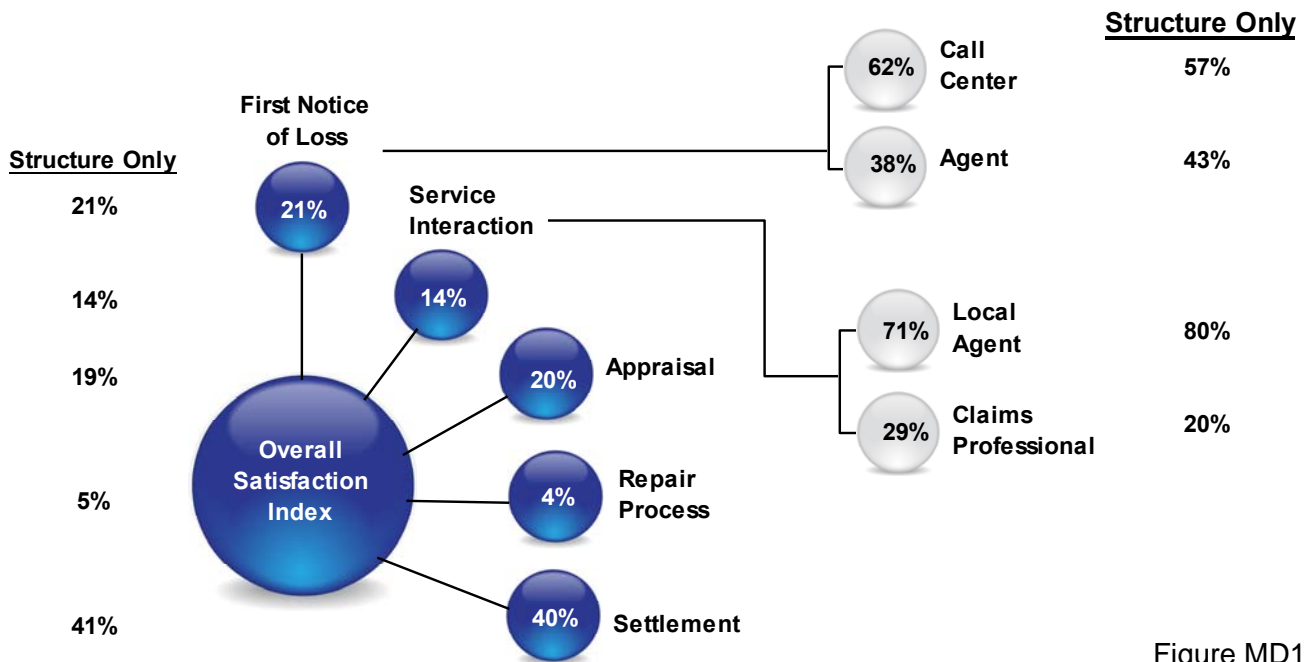 Structure Only
62%
Call
Center
57%
First Notice
of Loss
38%
Agent
43%
Structure Only
21%
21%
Service
Interaction
14%
14%
Local
Agent
71%
80%
19%
20%
Appraisal
29%
Claims
Professional
20%
Overall
Satisfaction
Index
5%
4%
Repair
Process
41%
40%
Settlement
Figure MD1